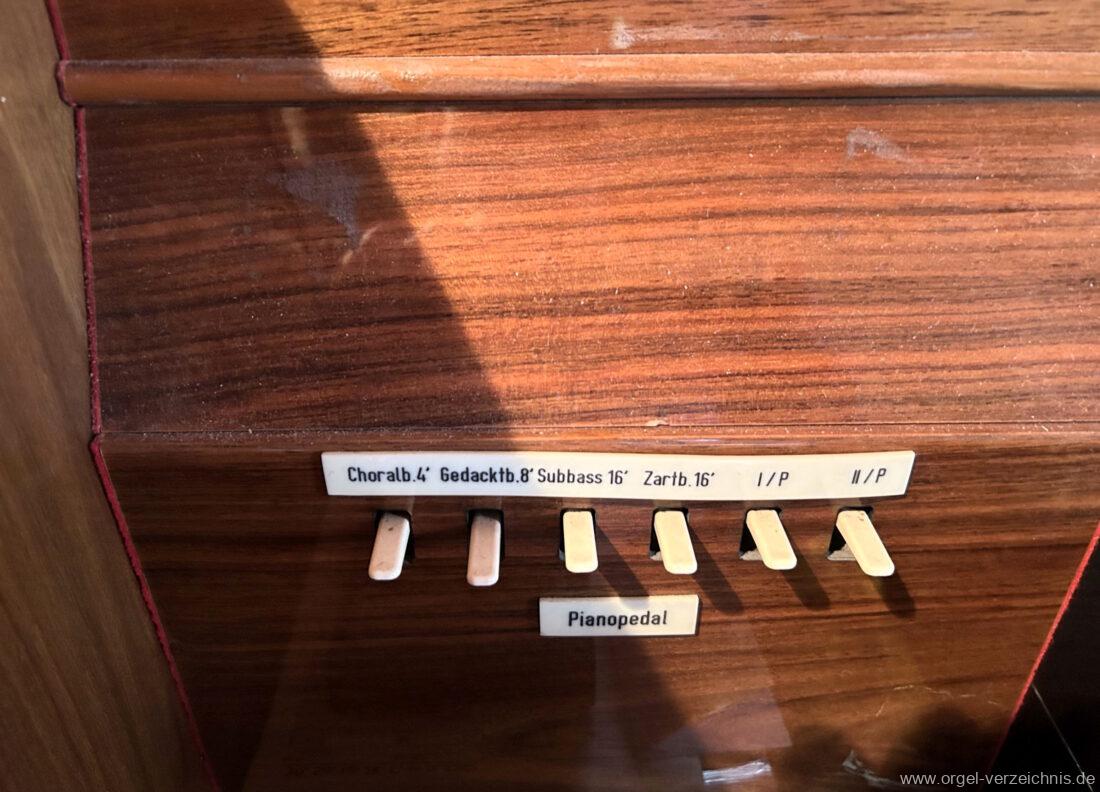 Choralb.4' Gedacktb.8' Subbass 16' Zartb.16' I/P II/P
Pianopedal
www.orgel-verzeichnis.de